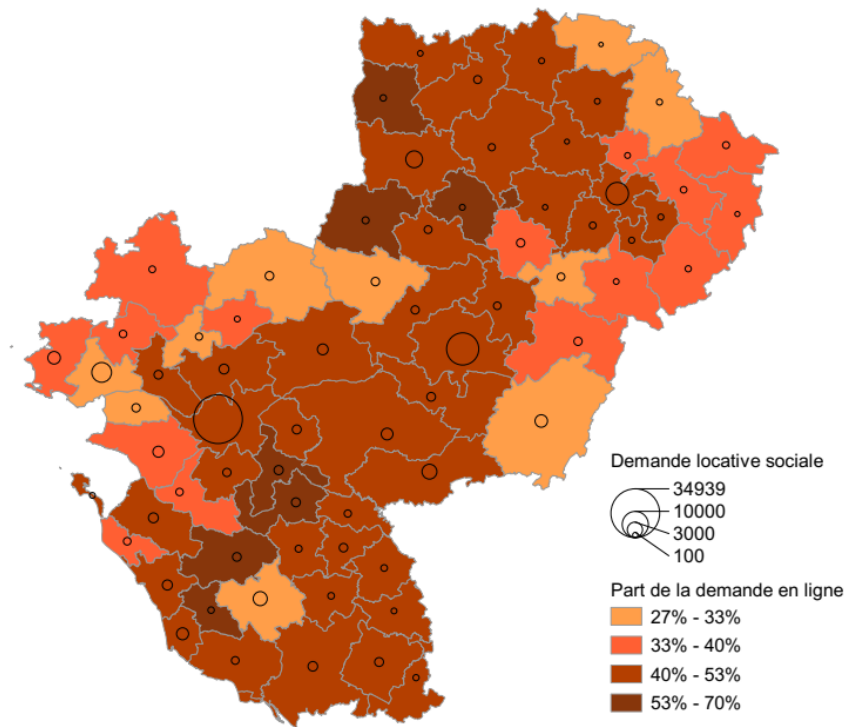 Demande locative sociale
34939
10000
3000
100
Part de la demande en ligne
27% - 33%
33% - 40%
40% - 53%
53% - 70%